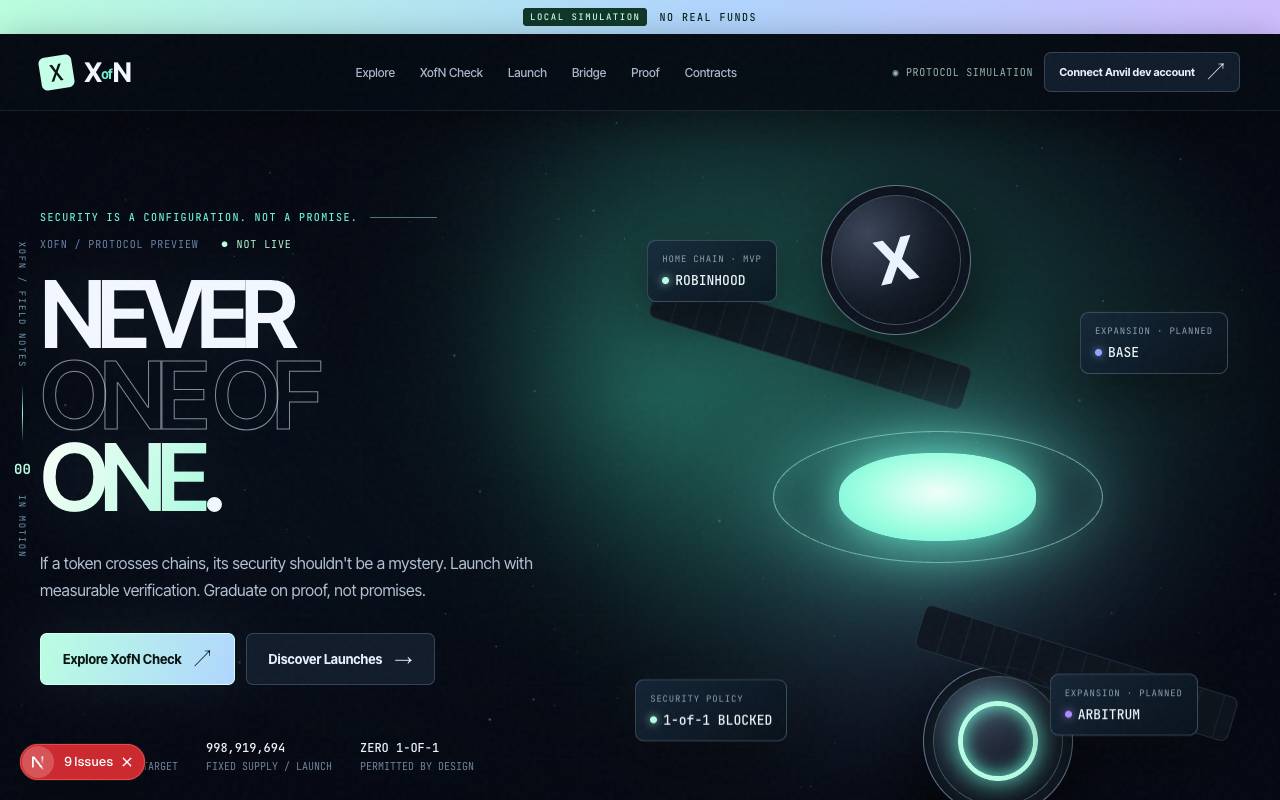 LOCAL SIMULATION NO REAL FUNDS
X XofN
Explore XofN Check Launch Bridge Proof Contracts
PROTOCOL SIMULATION
Connect Anvil dev account
SECURITY IS A CONFIGURATION. NOT A PROMISE.
XOFN / PROTOCOL PREVIEW
NOT LIVE
XOFN / FIELD NOTES
00
IN MOTION
NEVER
ONE OF
ONE.
If a token crosses chains, its security shouldn't be a mystery. Launch with
measurable verification. Graduate on proof, not promises.
Explore XofN Check
Discover Launches
998,919,694
FIXED SUPPLY / LAUNCH
ZERO 1-OF-1
PERMITTED BY DESIGN
TARGET
N 9 Issues
HOME CHAIN · MVP
ROBINHOOD
X
EXPANSION · PLANNED
BASE
SECURITY POLICY
1-of-1 BLOCKED
EXPANSION · PLANNED
ARBITRUM